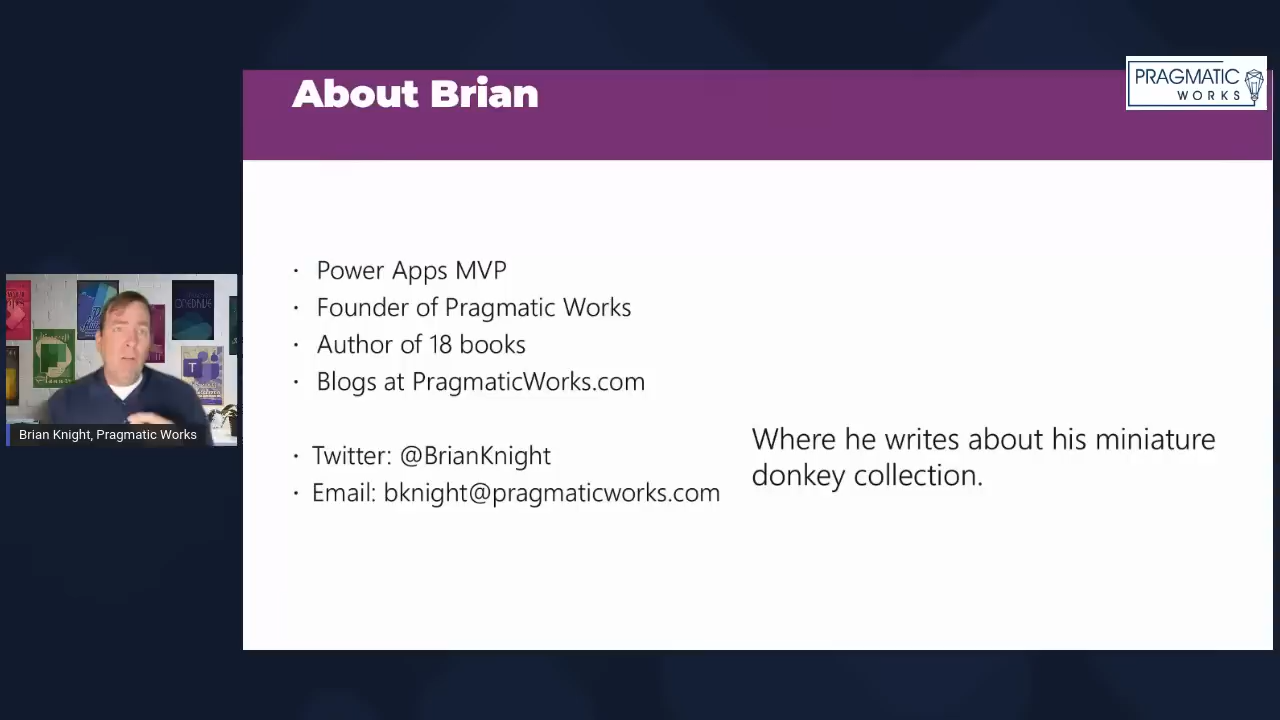 About Brian
PRAGMATIC
WORKS
· Power Apps MVP
· Founder of Pragmatic Works
· Author of 18 books
· Blogs at PragmaticWorks.com
· Twitter: @BrianKnight
· Email: bknight@pragmaticworks.com
Where he writes about his miniature
donkey collection.
Brian Knight, Pragmatic Works